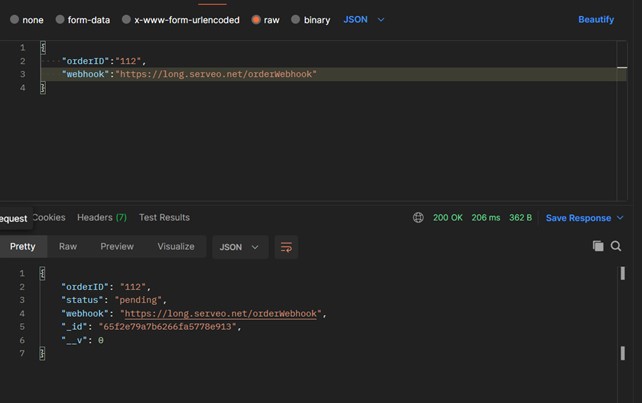 none form-data x-www-form-urlencoded raw binary JSON Beautify
1 {
2 "orderID":"112",
3 "webhook":"https://long.serveo.net/orderWebhook"
4 }
equest Cookies Headers (7) Test Results 200 OK 206 ms 362 B Save Response
Pretty Raw Preview Visualize JSON
1 {
2 "orderID": "112",
3 "status": "pending",
4 "webhook": "https://long.serveo.net/orderWebhook",
5 "_id": "65f2e79a7b6266fa5778e913",
6 "__v": 0
7 }